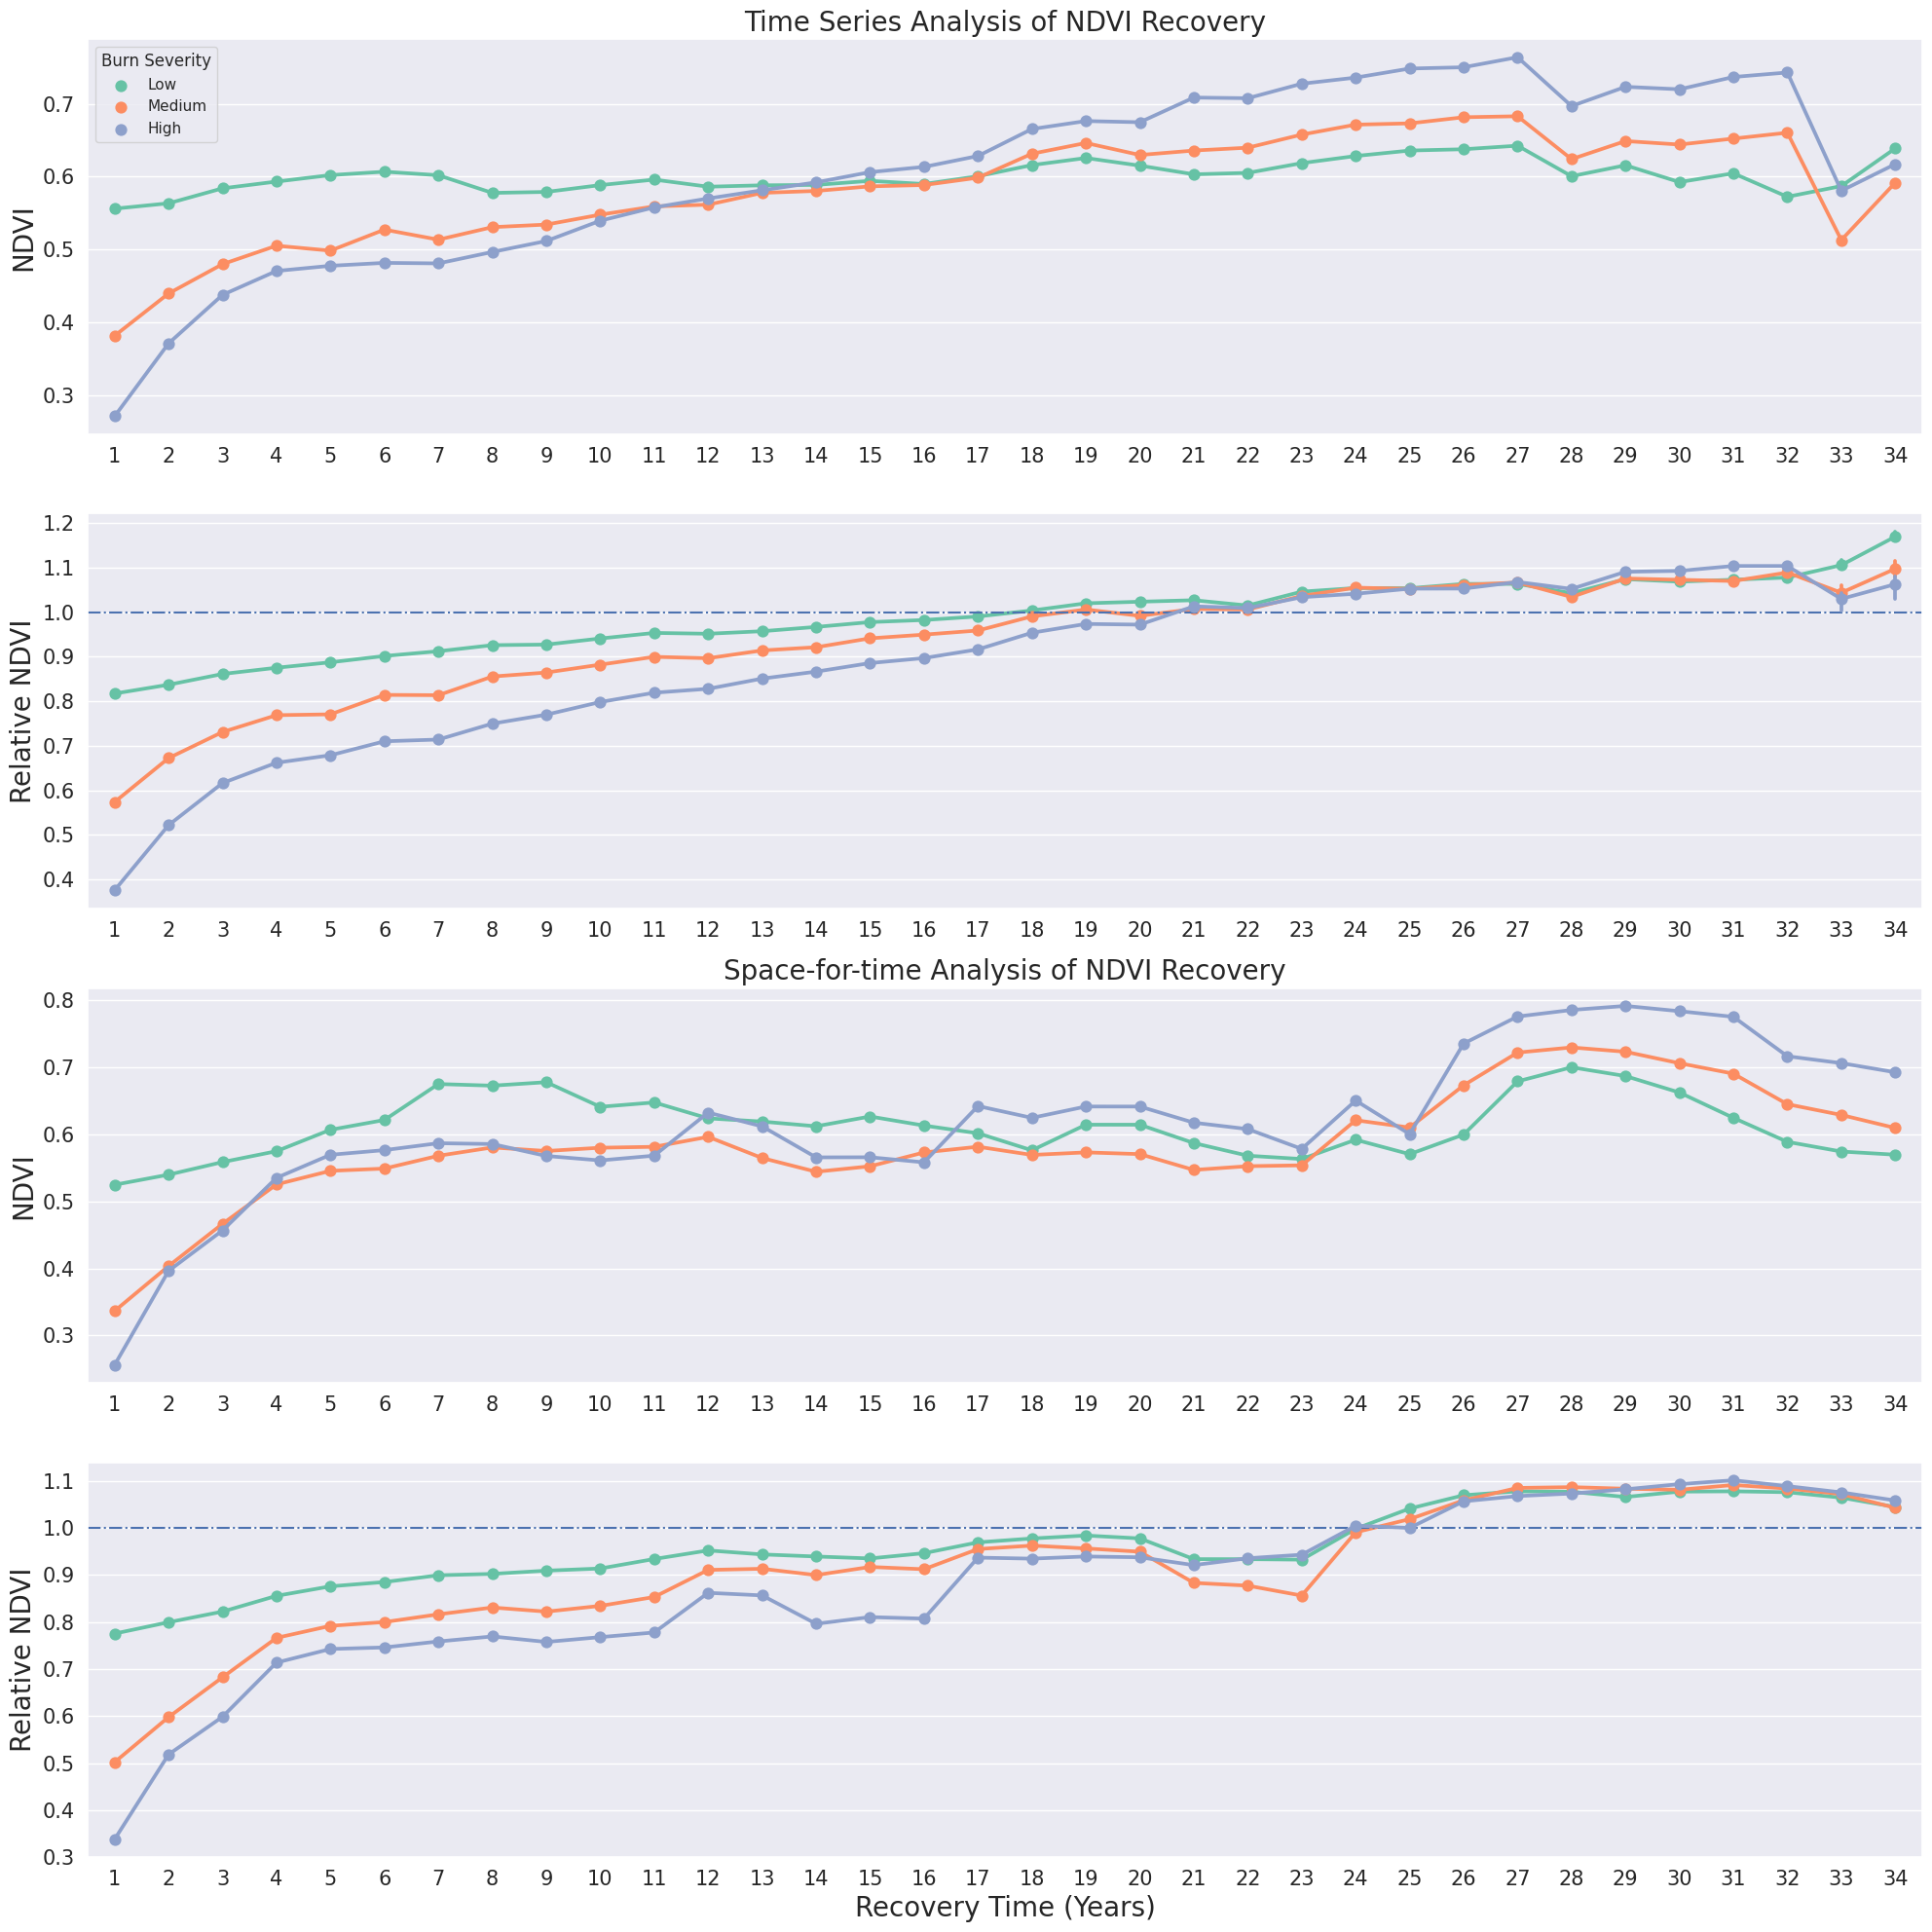 Time Series Analysis of NDVI Recovery
Burn Severity
Low
Medium
High
NDVI
0.7
0.6
0.5
0.4
0.3
1 2 3 4 5 6 7 8 9 10 11 12 13 14 15 16 17 18 19 20 21 22 23 24 25 26 27 28 29 30 31 32 33 34
Relative NDVI
1.2
1.1
1.0
0.9
0.8
0.7
0.6
0.5
0.4
1 2 3 4 5 6 7 8 9 10 11 12 13 14 15 16 17 18 19 20 21 22 23 24 25 26 27 28 29 30 31 32 33 34
Space-for-time Analysis of NDVI Recovery
NDVI
0.8
0.7
0.6
0.5
0.4
0.3
1 2 3 4 5 6 7 8 9 10 11 12 13 14 15 16 17 18 19 20 21 22 23 24 25 26 27 28 29 30 31 32 33 34
Relative NDVI
1.1
1.0
0.9
0.8
0.7
0.6
0.5
0.4
0.3
1 2 3 4 5 6 7 8 9 10 11 12 13 14 15 16 17 18 19 20 21 22 23 24 25 26 27 28 29 30 31 32 33 34
Recovery Time (Years)